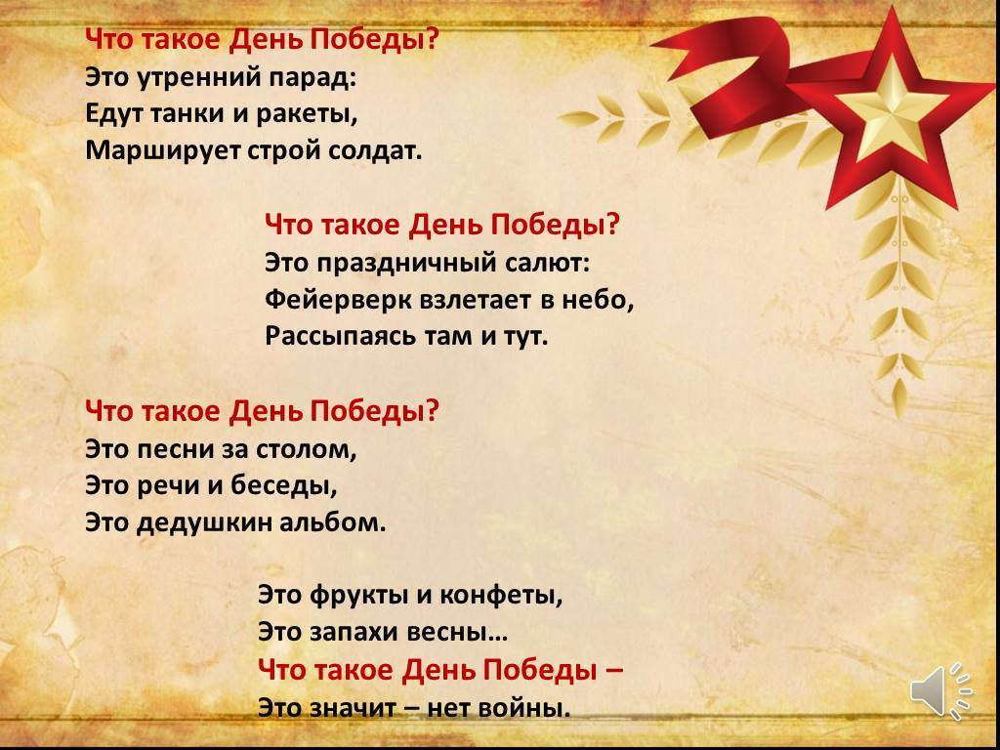 Что такое День Победы?
Это утренний парад:
Едут танки и ракеты,
Марширует строй солдат.
Что такое День Победы?
Это праздничный салют:
Фейерверк взлетает в небо,
Рассыпаясь там и тут.
Что такое День Победы?
Это песни за столом,
Это речи и беседы,
Это дедушкин альбом.
Это фрукты и конфеты,
Это запахи весны…
Что такое День Победы –
Это значит – нет войны.